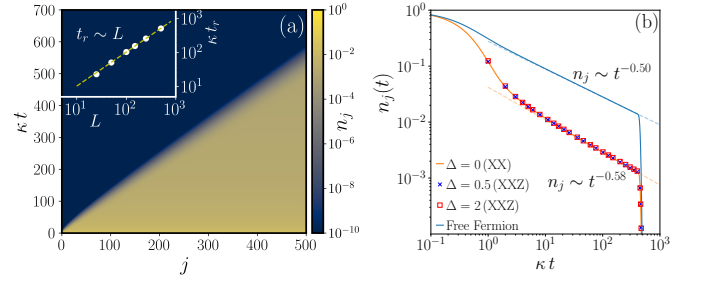 700
600
500
400
300
200
100
0
κ t
0 100 200 300 400 500
j
(a)
t_r ~ L
10^3
10^2
10^1
κ t_r
10^1 10^2 10^3
L
10^0
10^-2
10^-4
10^-6
10^-8
10^-10
n_j
(b)
10^0
10^-1
10^-2
10^-3
n_j(t)
n_j ~ t^-0.50
n_j ~ t^-0.58
Δ = 0 (XX)
Δ = 0.5 (XXZ)
Δ = 2 (XXZ)
Free Fermion
10^-1 10^0 10^1 10^2 10^3
κ t